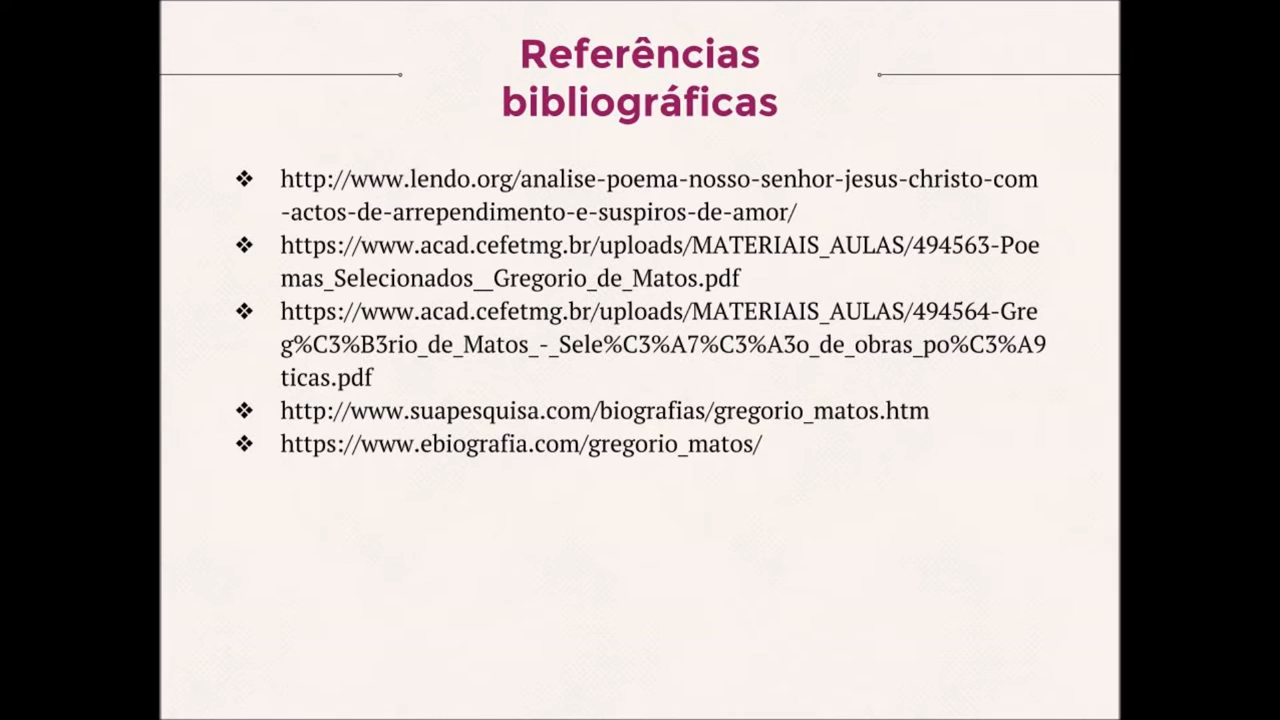 Referências
bibliográficas
❖ http://www.lendo.org/analise-poema-nosso-senhor-jesus-christo-com
-actos-de-arrependimento-e-suspiros-de-amor/
❖ https://www.acad.cefetmg.br/uploads/MATERIAIS_AULAS/494563-Poe
mas_Selecionados__Gregorio_de_Matos.pdf
❖ https://www.acad.cefetmg.br/uploads/MATERIAIS_AULAS/494564-Gre
g%C3%B3rio_de_Matos_-_Sele%C3%A7%C3%A3o_de_obras_po%C3%A9
ticas.pdf
❖ http://www.suapesquisa.com/biografias/gregorio_matos.htm
❖ https://www.ebiografia.com/gregorio_matos/